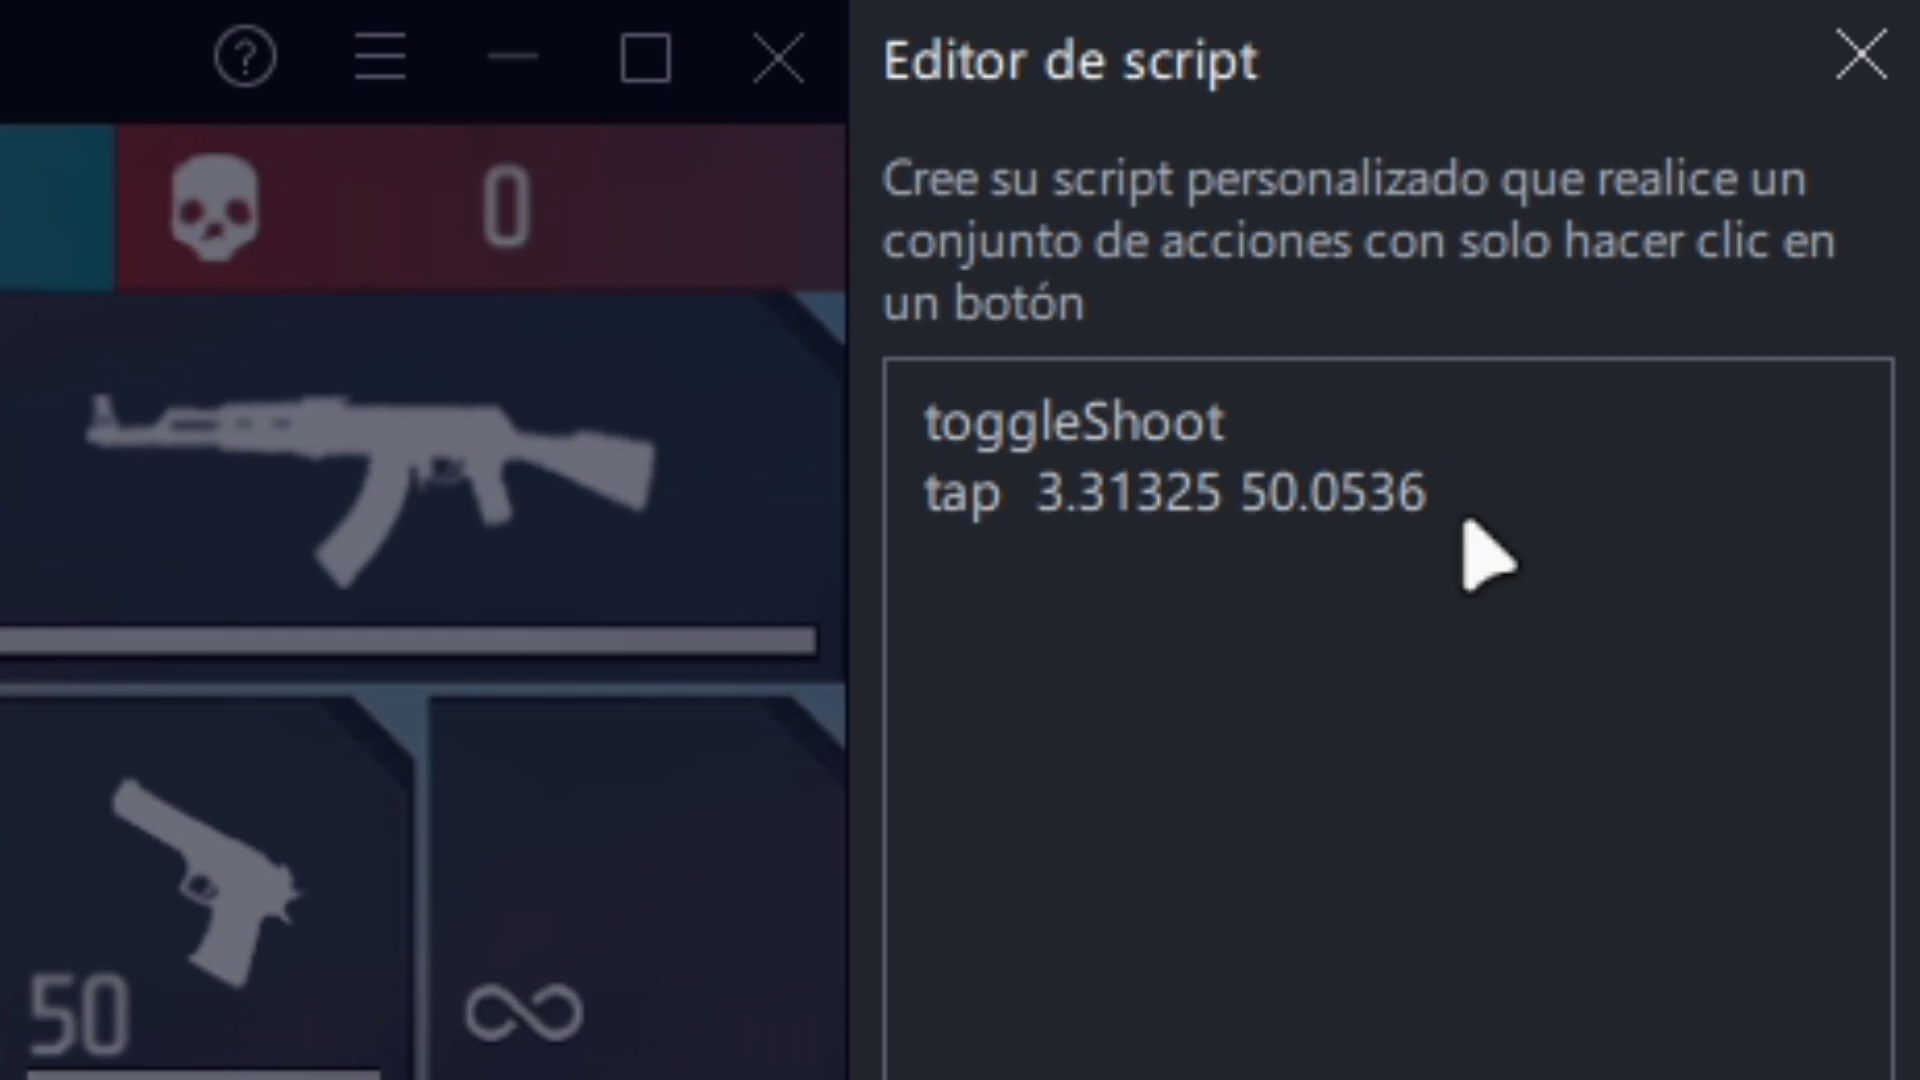 Editor de script
Cree su script personalizado que realice un
conjunto de acciones con solo hacer clic en
un botón
toggleShoot
tap 3.31325 50.0536
0
50
∞